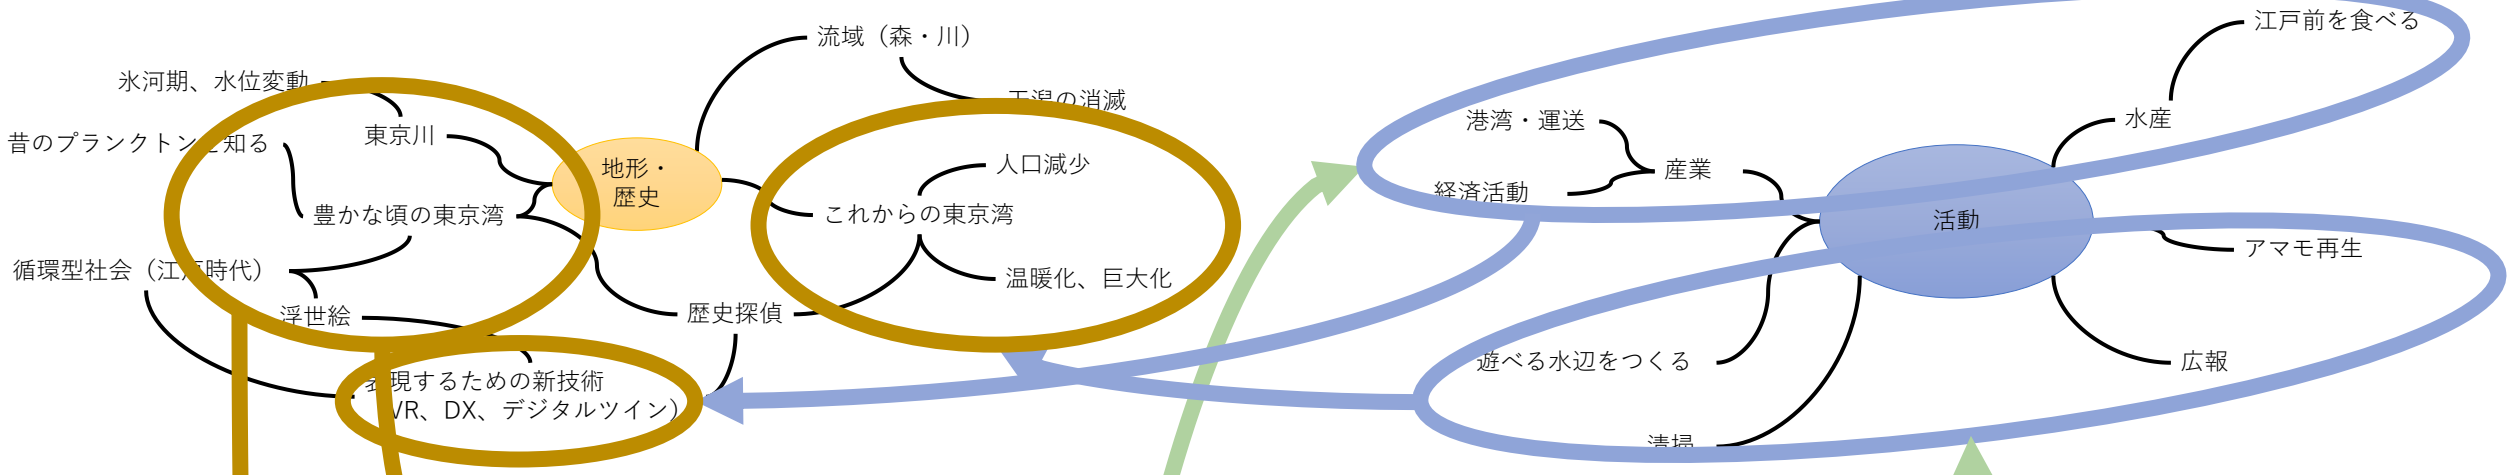 流域（森・川）
氷河期、水位変動
干潟の消滅
東京川
昔のプランクトンを知る
地形・
歴史
人口減少
豊かな頃の東京湾
これからの東京湾
循環型社会（江戸時代）
温暖化、巨大化
浮世絵
歴史探偵
表現するための新技術
（VR、DX、デジタルツイン）
江戸前を食べる
港湾・運送
水産
産業
経済活動
活動
アマモ再生
遊べる水辺をつくる
広報
清掃